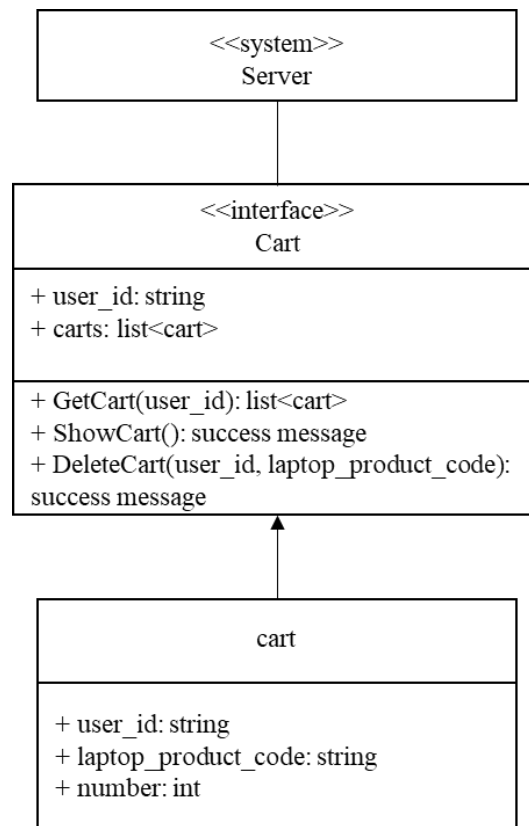 <<system>>
Server
<<interface>>
Cart
+ user_id: string
+ carts: list<cart>
+ GetCart(user_id): list<cart>
+ ShowCart(): success message
+ DeleteCart(user_id, laptop_product_code):
success message
cart
+ user_id: string
+ laptop_product_code: string
+ number: int